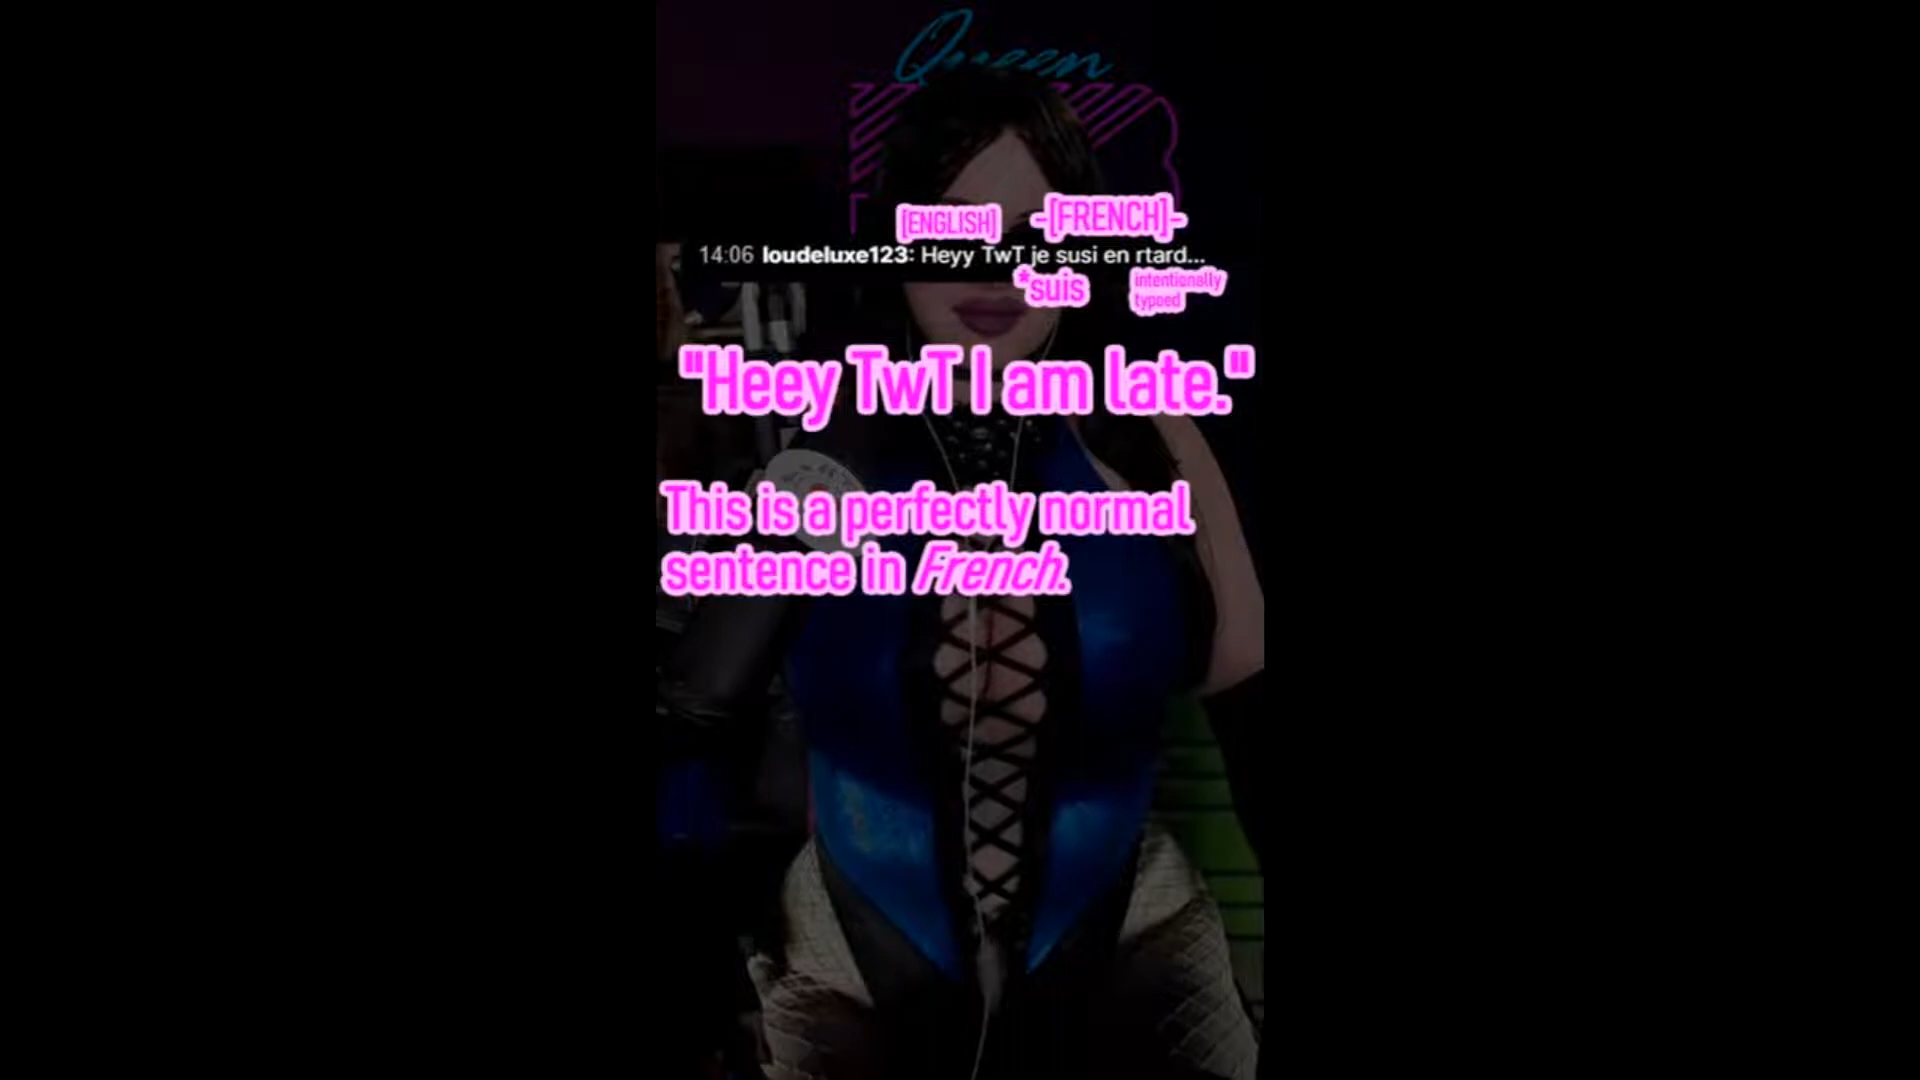 Queen
[ENGLISH] -[FRENCH]-
14:06 loudeluxe123: Heyy TwT je susi en rtard...
*suis intentionally
typoed
"Heey TwT I am late."
This is a perfectly normal
sentence in French.